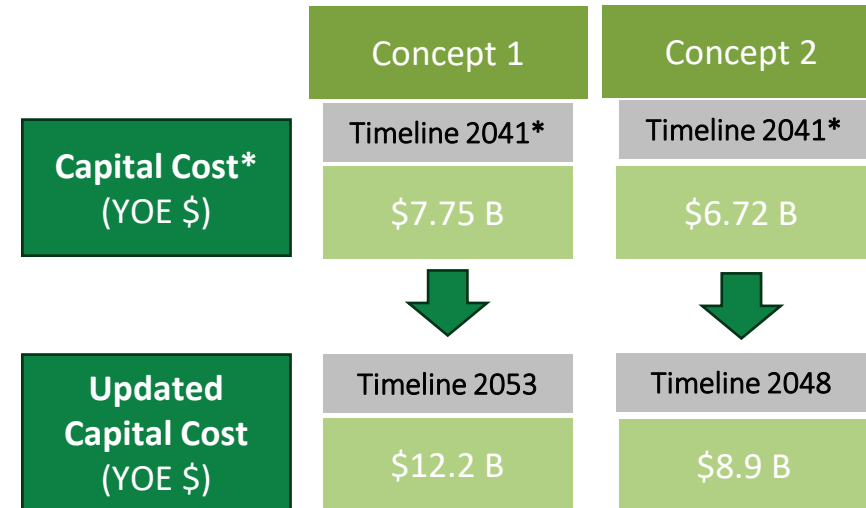 Concept 1
Concept 2
Timeline 2041*
Timeline 2041*
Capital Cost*
(YOE $)
$7.75 B
$6.72 B
Timeline 2053
Timeline 2048
Updated
Capital Cost
(YOE $)
$12.2 B
$8.9 B